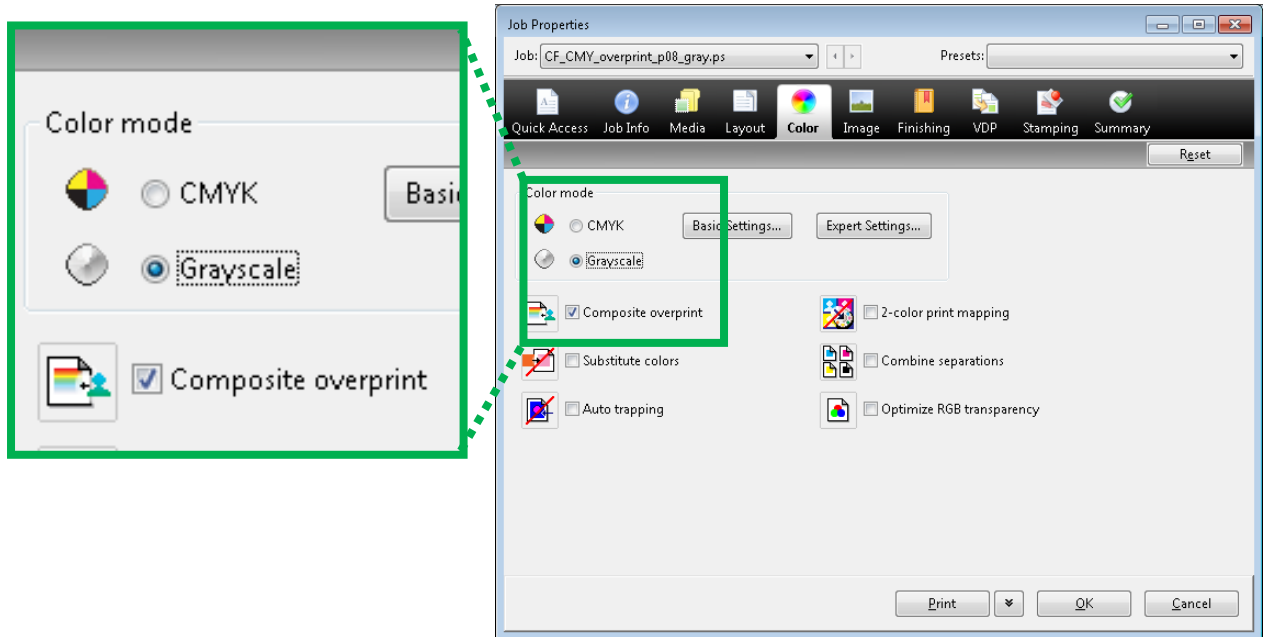 Color mode
CMYK Basi
Grayscale
Composite overprint
Job Properties
Job: CF_CMY_overprint_p08_gray.ps Presets:
Quick Access Job Info Media Layout Color Image Finishing VDP Stamping Summary
Reset
Color mode
CMYK Basic Settings... Expert Settings...
Grayscale
Composite overprint 2-color print mapping
Substitute colors Combine separations
Auto trapping Optimize RGB transparency
Print OK Cancel